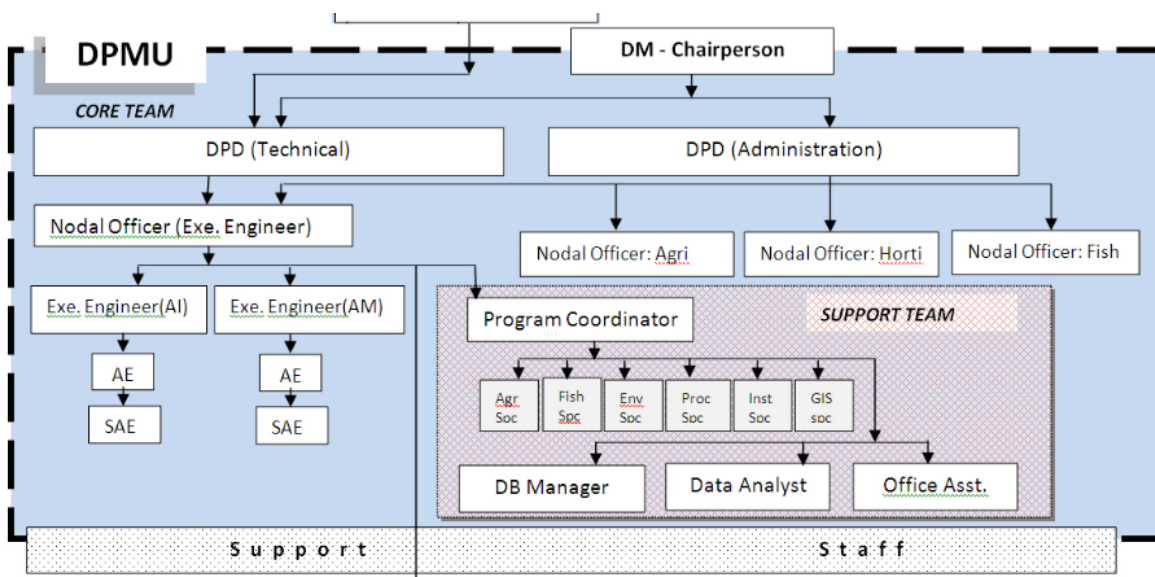 DPMU
DM - Chairperson
CORE TEAM
DPD (Technical)
DPD (Administration)
Nodal Officer (Exe. Engineer)
Nodal Officer: Agri
Nodal Officer: Horti
Nodal Officer: Fish
Exe. Engineer(AI)
Exe. Engineer(AM)
Program Coordinator
SUPPORT TEAM
AE
AE
SAE
SAE
Agr
Spc
Fish
Spc
Env
Spc
Proc
Spc
Inst
Spc
GIS
spc
DB Manager
Data Analyst
Office Asst.
Support Staff